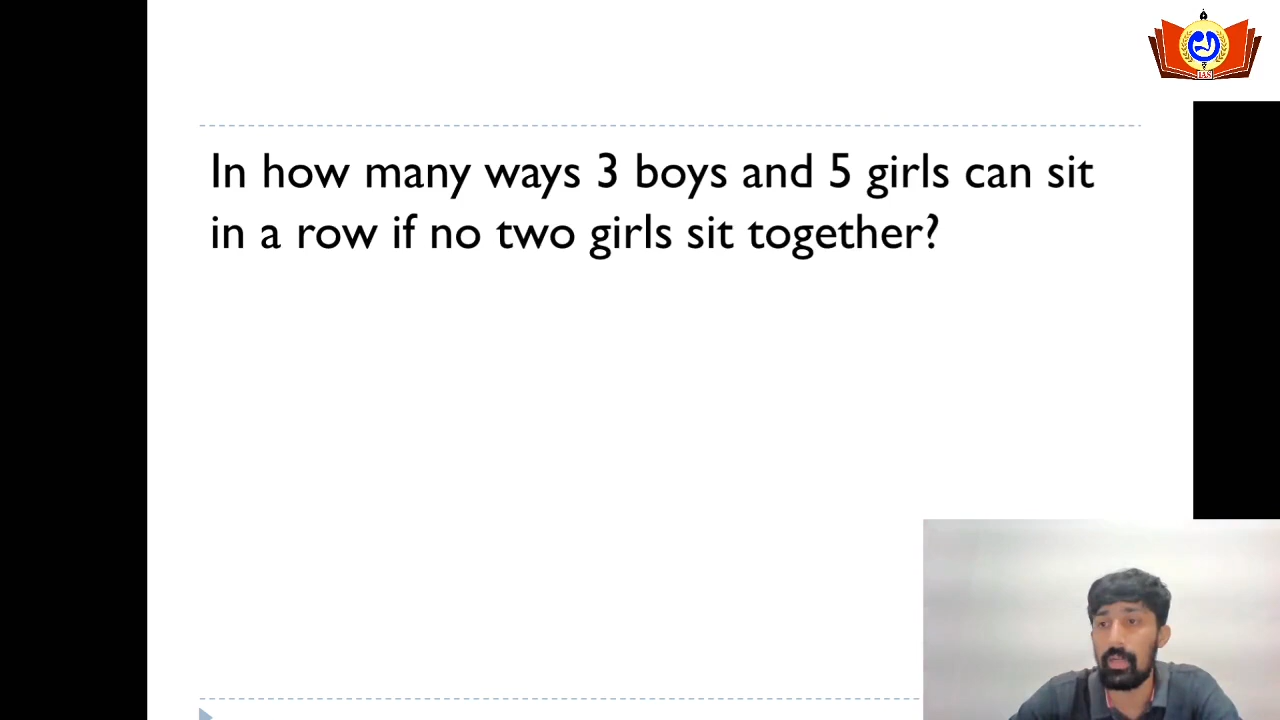 In how many ways 3 boys and 5 girls can sit
in a row if no two girls sit together?